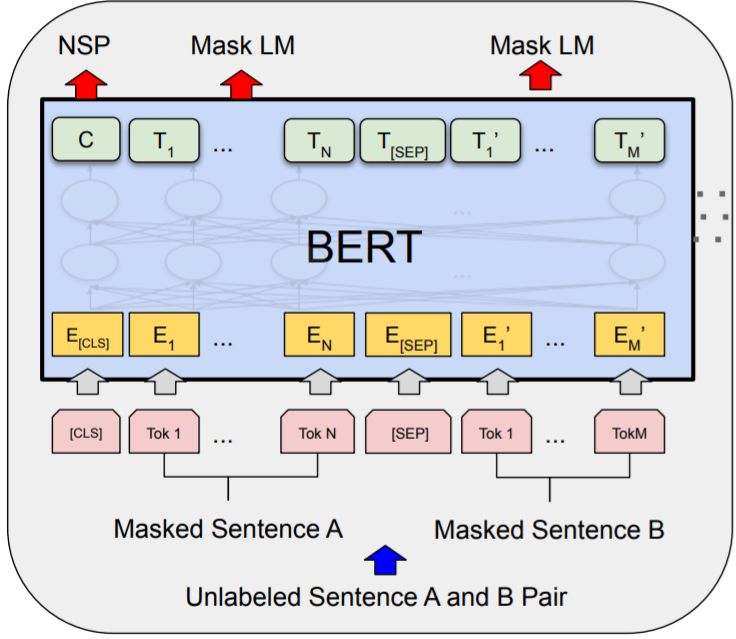 NSP Mask LM Mask LM
C T1 ... TN T[SEP] T1' ... TM'
...
BERT
...
E[CLS] E1 ... EN E[SEP] E1' ... EM'
[CLS] Tok 1 ... Tok N [SEP] Tok 1 ... TokM
Masked Sentence A Masked Sentence B
Unlabeled Sentence A and B Pair